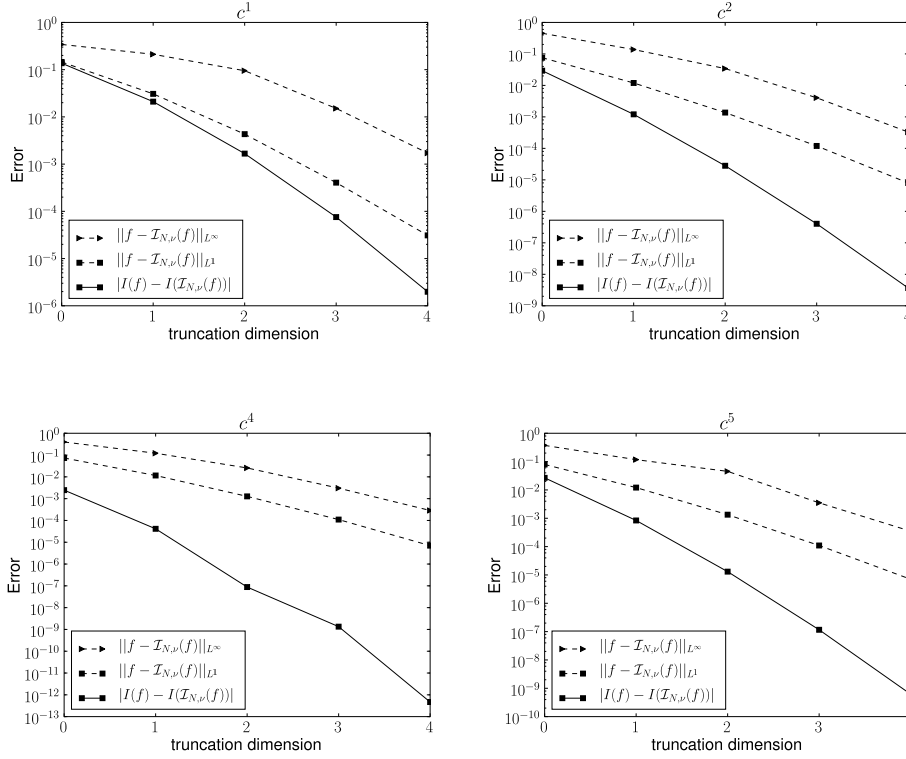 c^1
10^0
10^{-1}
10^{-2}
10^{-3}
10^{-4}
10^{-5}
10^{-6}
Error
||f − I_{N,ν}(f)||_{L^∞}
||f − I_{N,ν}(f)||_{L^1}
|I(f) − I(I_{N,ν}(f))|
0 1 2 3 4
truncation dimension
c^2
10^0
10^{-1}
10^{-2}
10^{-3}
10^{-4}
10^{-5}
10^{-6}
10^{-7}
10^{-8}
10^{-9}
Error
||f − I_{N,ν}(f)||_{L^∞}
||f − I_{N,ν}(f)||_{L^1}
|I(f) − I(I_{N,ν}(f))|
0 1 2 3 4
truncation dimension
c^4
10^0
10^{-1}
10^{-2}
10^{-3}
10^{-4}
10^{-5}
10^{-6}
10^{-7}
10^{-8}
10^{-9}
10^{-10}
10^{-11}
10^{-12}
10^{-13}
Error
||f − I_{N,ν}(f)||_{L^∞}
||f − I_{N,ν}(f)||_{L^1}
|I(f) − I(I_{N,ν}(f))|
0 1 2 3 4
truncation dimension
c^5
10^0
10^{-1}
10^{-2}
10^{-3}
10^{-4}
10^{-5}
10^{-6}
10^{-7}
10^{-8}
10^{-9}
10^{-10}
Error
||f − I_{N,ν}(f)||_{L^∞}
||f − I_{N,ν}(f)||_{L^1}
|I(f) − I(I_{N,ν}(f))|
0 1 2 3
truncation dimension